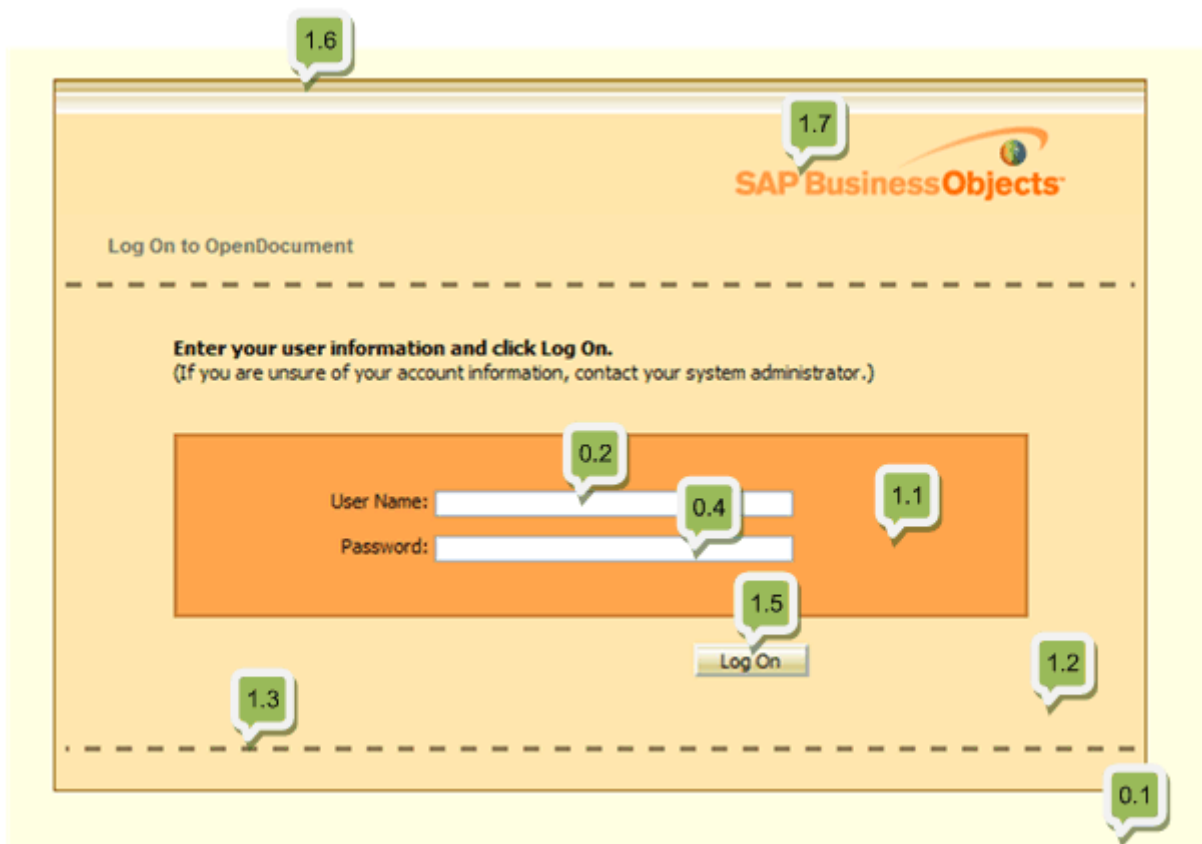 1.6
1.7
SAP BusinessObjects™
Log On to OpenDocument
Enter your user information and click Log On.
(If you are unsure of your account information, contact your system administrator.)
0.2
User Name:
0.4
1.1
Password:
1.5
Log On
1.2
1.3
0.1